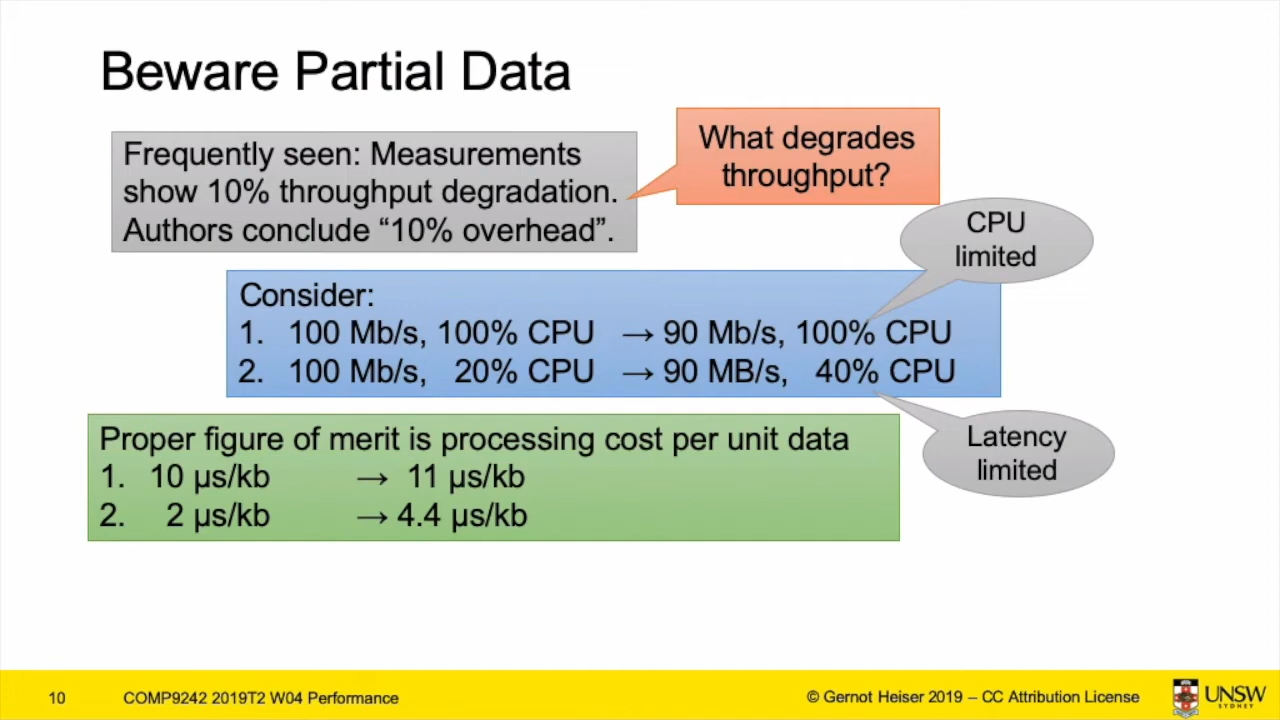 Beware Partial Data
Frequently seen: Measurements
show 10% throughput degradation.
Authors conclude “10% overhead”.
What degrades
throughput?
CPU
limited
Consider:
1. 100 Mb/s, 100% CPU → 90 Mb/s, 100% CPU
2. 100 Mb/s, 20% CPU → 90 MB/s, 40% CPU
Latency
limited
Proper figure of merit is processing cost per unit data
1. 10 µs/kb → 11 µs/kb
2. 2 µs/kb → 4.4 µs/kb
10 COMP9242 2019T2 W04 Performance © Gernot Heiser 2019 – CC Attribution License
UNSW
SYDNEY